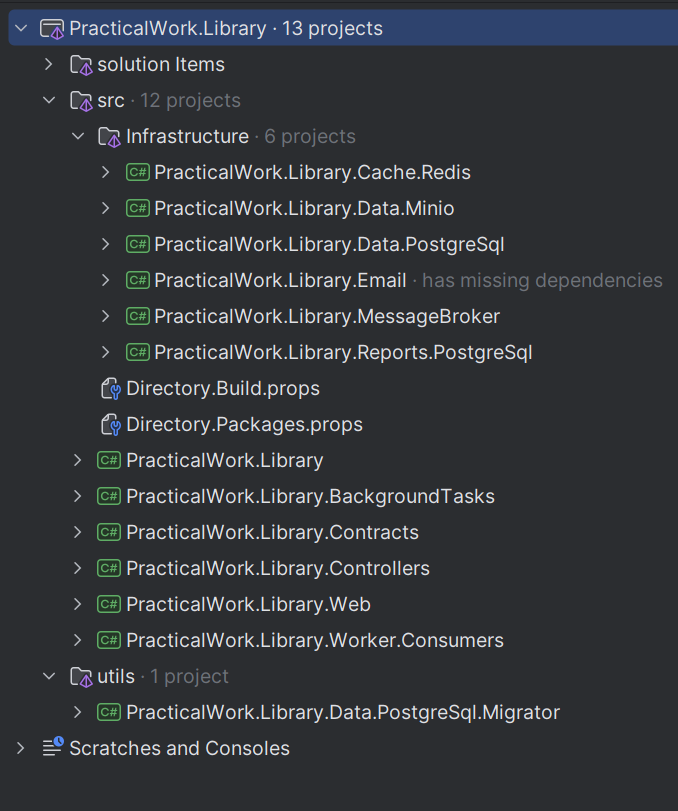 PracticalWork.Library · 13 projects
solution Items
src · 12 projects
Infrastructure · 6 projects
C# PracticalWork.Library.Cache.Redis
C# PracticalWork.Library.Data.Minio
C# PracticalWork.Library.Data.PostgreSql
C# PracticalWork.Library.Email · has missing dependencies
C# PracticalWork.Library.MessageBroker
C# PracticalWork.Library.Reports.PostgreSql
Directory.Build.props
Directory.Packages.props
C# PracticalWork.Library
C# PracticalWork.Library.BackgroundTasks
C# PracticalWork.Library.Contracts
C# PracticalWork.Library.Controllers
C# PracticalWork.Library.Web
C# PracticalWork.Library.Worker.Consumers
utils · 1 project
C# PracticalWork.Library.Data.PostgreSql.Migrator
Scratches and Consoles